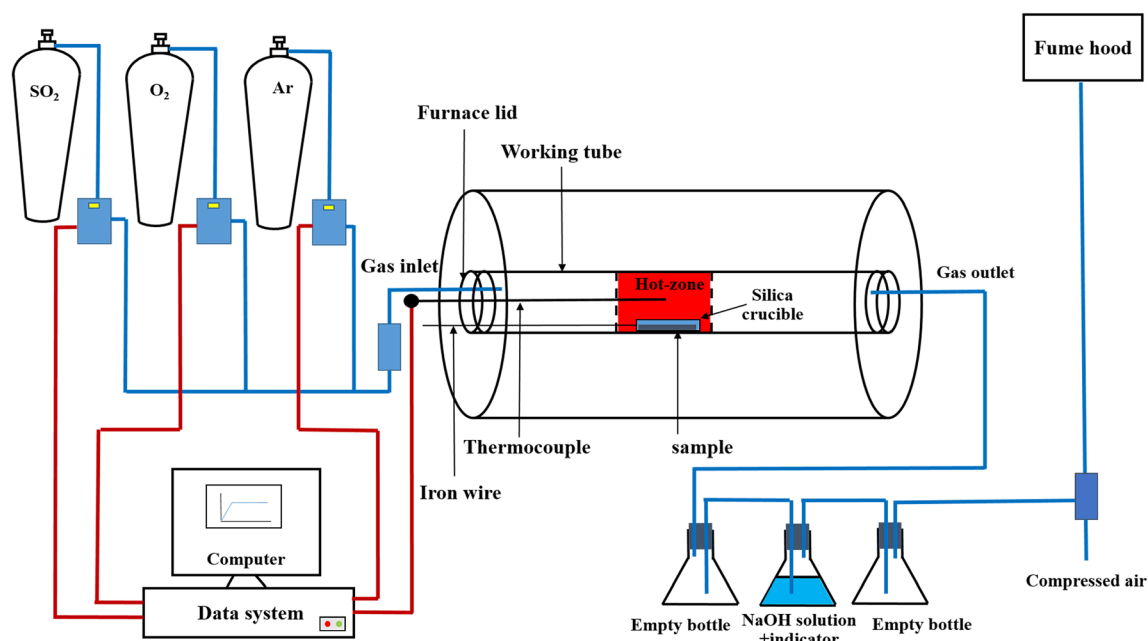 SO₂
O₂
Ar
Fume hood
Furnace lid
Working tube
Gas inlet
Hot-zone
Silica
crucible
Gas outlet
Thermocouple
sample
Iron wire
Computer
Data system
Compressed air
Empty bottle
NaOH solution
+indicator
Empty bottle